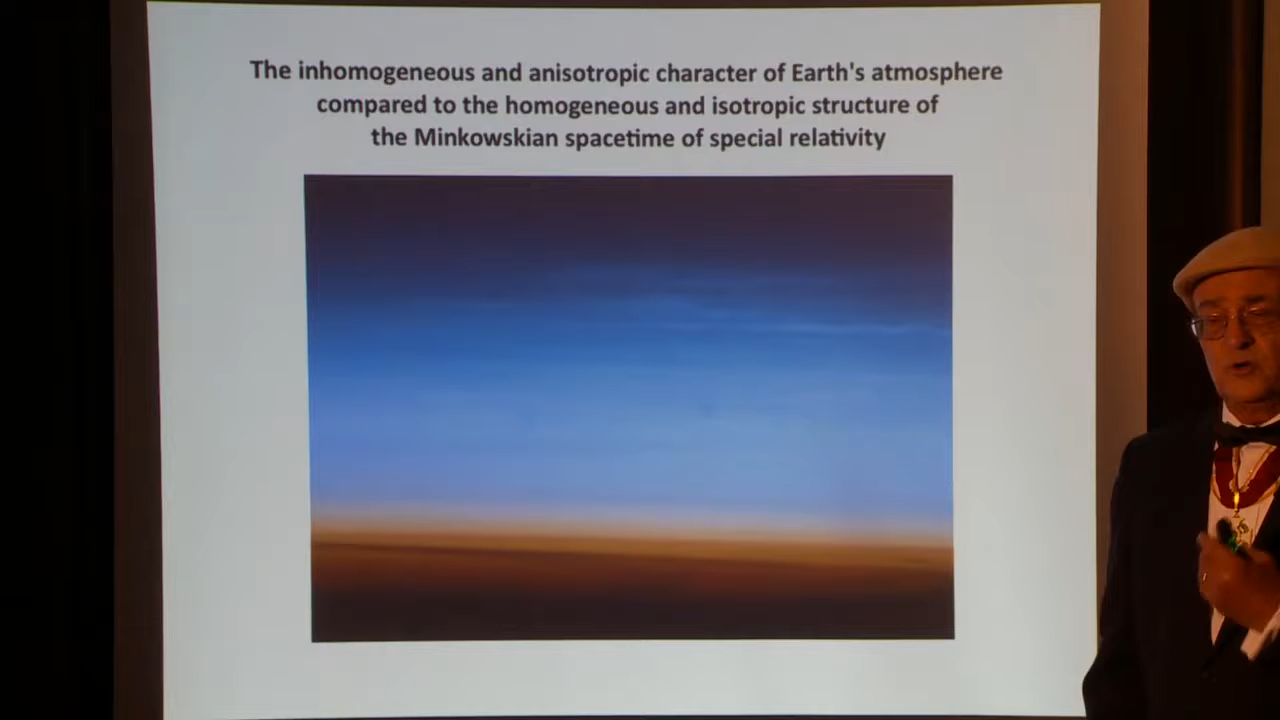 The inhomogeneous and anisotropic character of Earth's atmosphere
compared to the homogeneous and isotropic structure of
the Minkowskian spacetime of special relativity